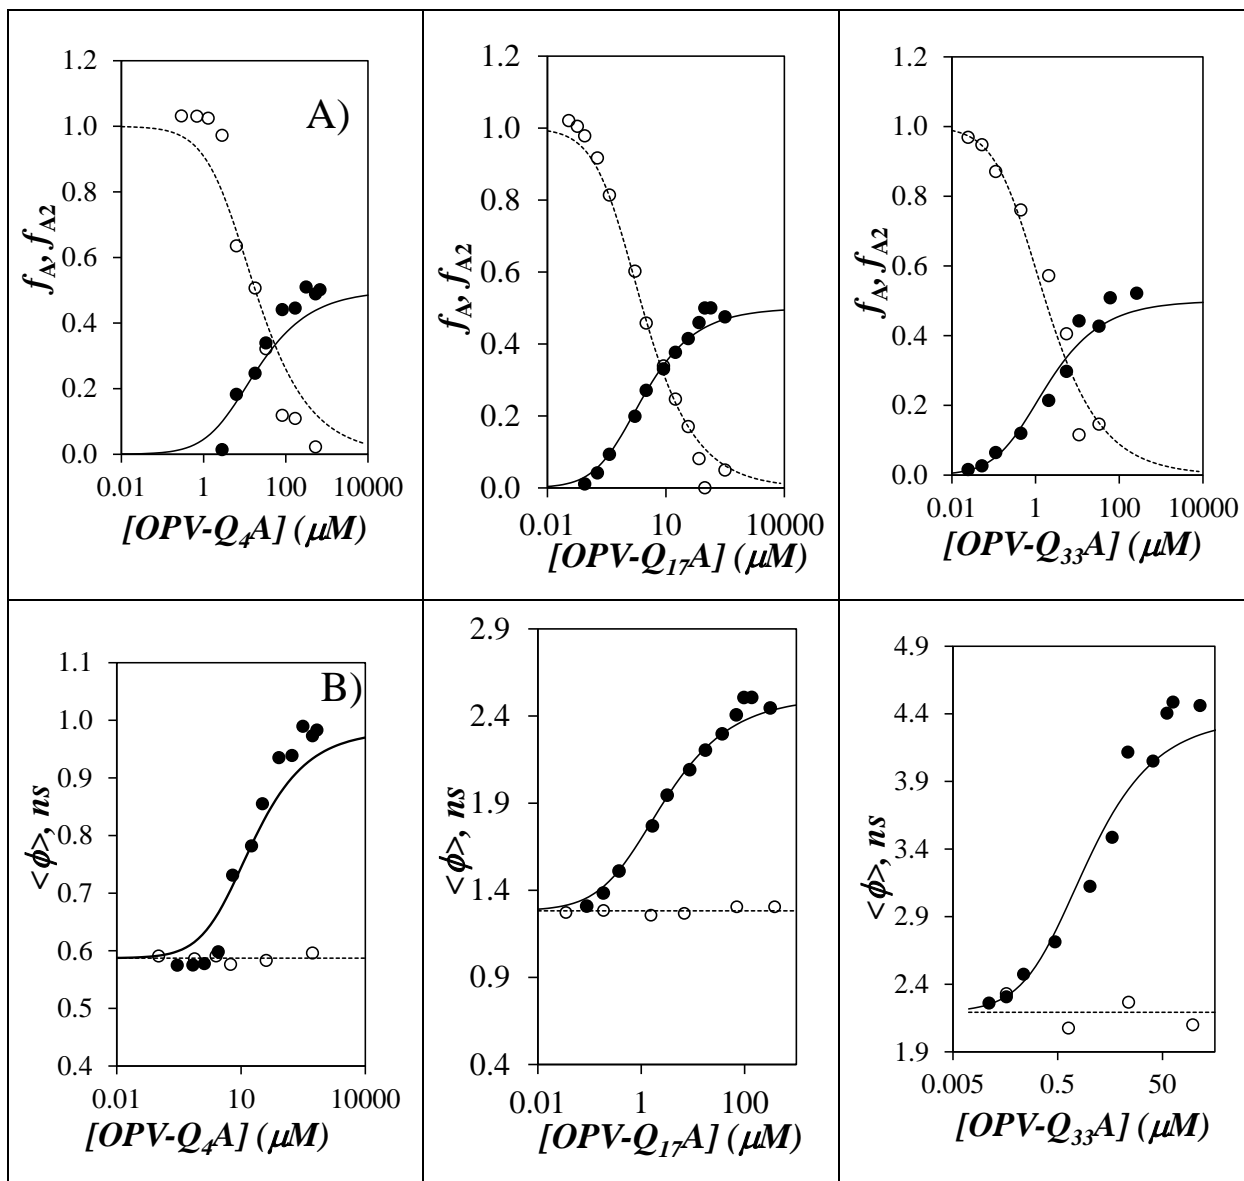 A)
1.2
1.0
0.8
0.6
0.4
0.2
0.0
0.01 1 100 10000
f_A, f_A2
[OPV-Q₄A] (μM)
1.2
1.0
0.8
0.6
0.4
0.2
0.0
0.01 10 10000
f_A, f_A2
[OPV-Q₁₇A] (μM)
1.2
1.0
0.8
0.6
0.4
0.2
0.0
0.01 1 100 10000
f_A, f_A2
[OPV-Q₃₃A] (μM)
B)
1.1
1.0
0.9
0.8
0.7
0.6
0.5
0.4
0.01 10 10000
<ϕ>, ns
[OPV-Q₄A] (μM)
2.9
2.4
1.9
1.4
0.9
0.4
0.01 1 100
<ϕ>, ns
[OPV-Q₁₇A] (μM)
4.9
4.4
3.9
3.4
2.9
2.4
1.9
0.005 0.5 50
<ϕ>, ns
[OPV-Q₃₃A] (μM)